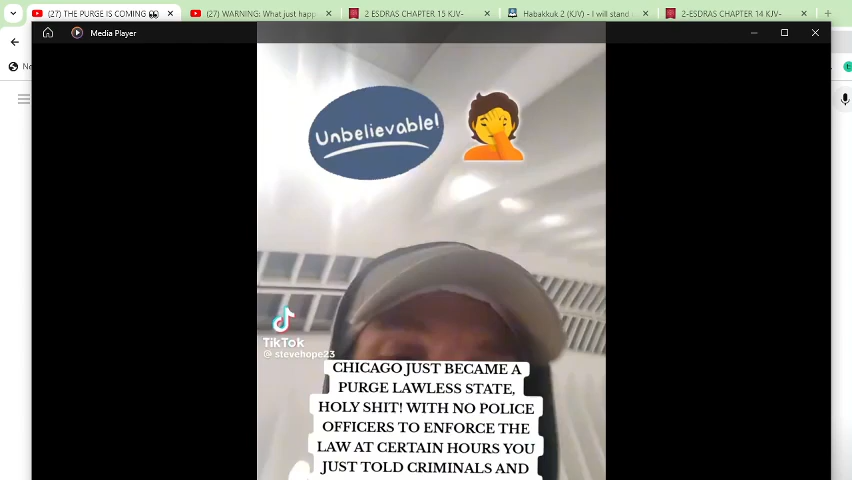 (27) THE PURGE IS COMING 👀
(27) WARNING: What just happ
2 ESDRAS CHAPTER 15 KJV-
Habakkuk 2 (KJV) - I will stand
2-ESDRAS CHAPTER 14 KJV-
Media Player
Unbelievable!
TikTok
@stevehope23
CHICAGO JUST BECAME A
PURGE LAWLESS STATE,
HOLY SHIT! WITH NO POLICE
OFFICERS TO ENFORCE THE
LAW AT CERTAIN HOURS YOU
JUST TOLD CRIMINALS AND